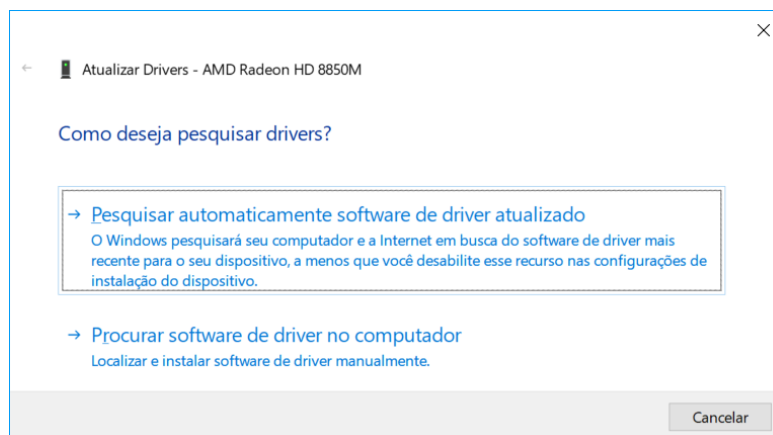 Atualizar Drivers - AMD Radeon HD 8850M
Como deseja pesquisar drivers?
Pesquisar automaticamente software de driver atualizado
O Windows pesquisará seu computador e a Internet em busca do software de driver mais
recente para o seu dispositivo, a menos que você desabilite esse recurso nas configurações de
instalação do dispositivo.
Procurar software de driver no computador
Localizar e instalar software de driver manualmente.
Cancelar